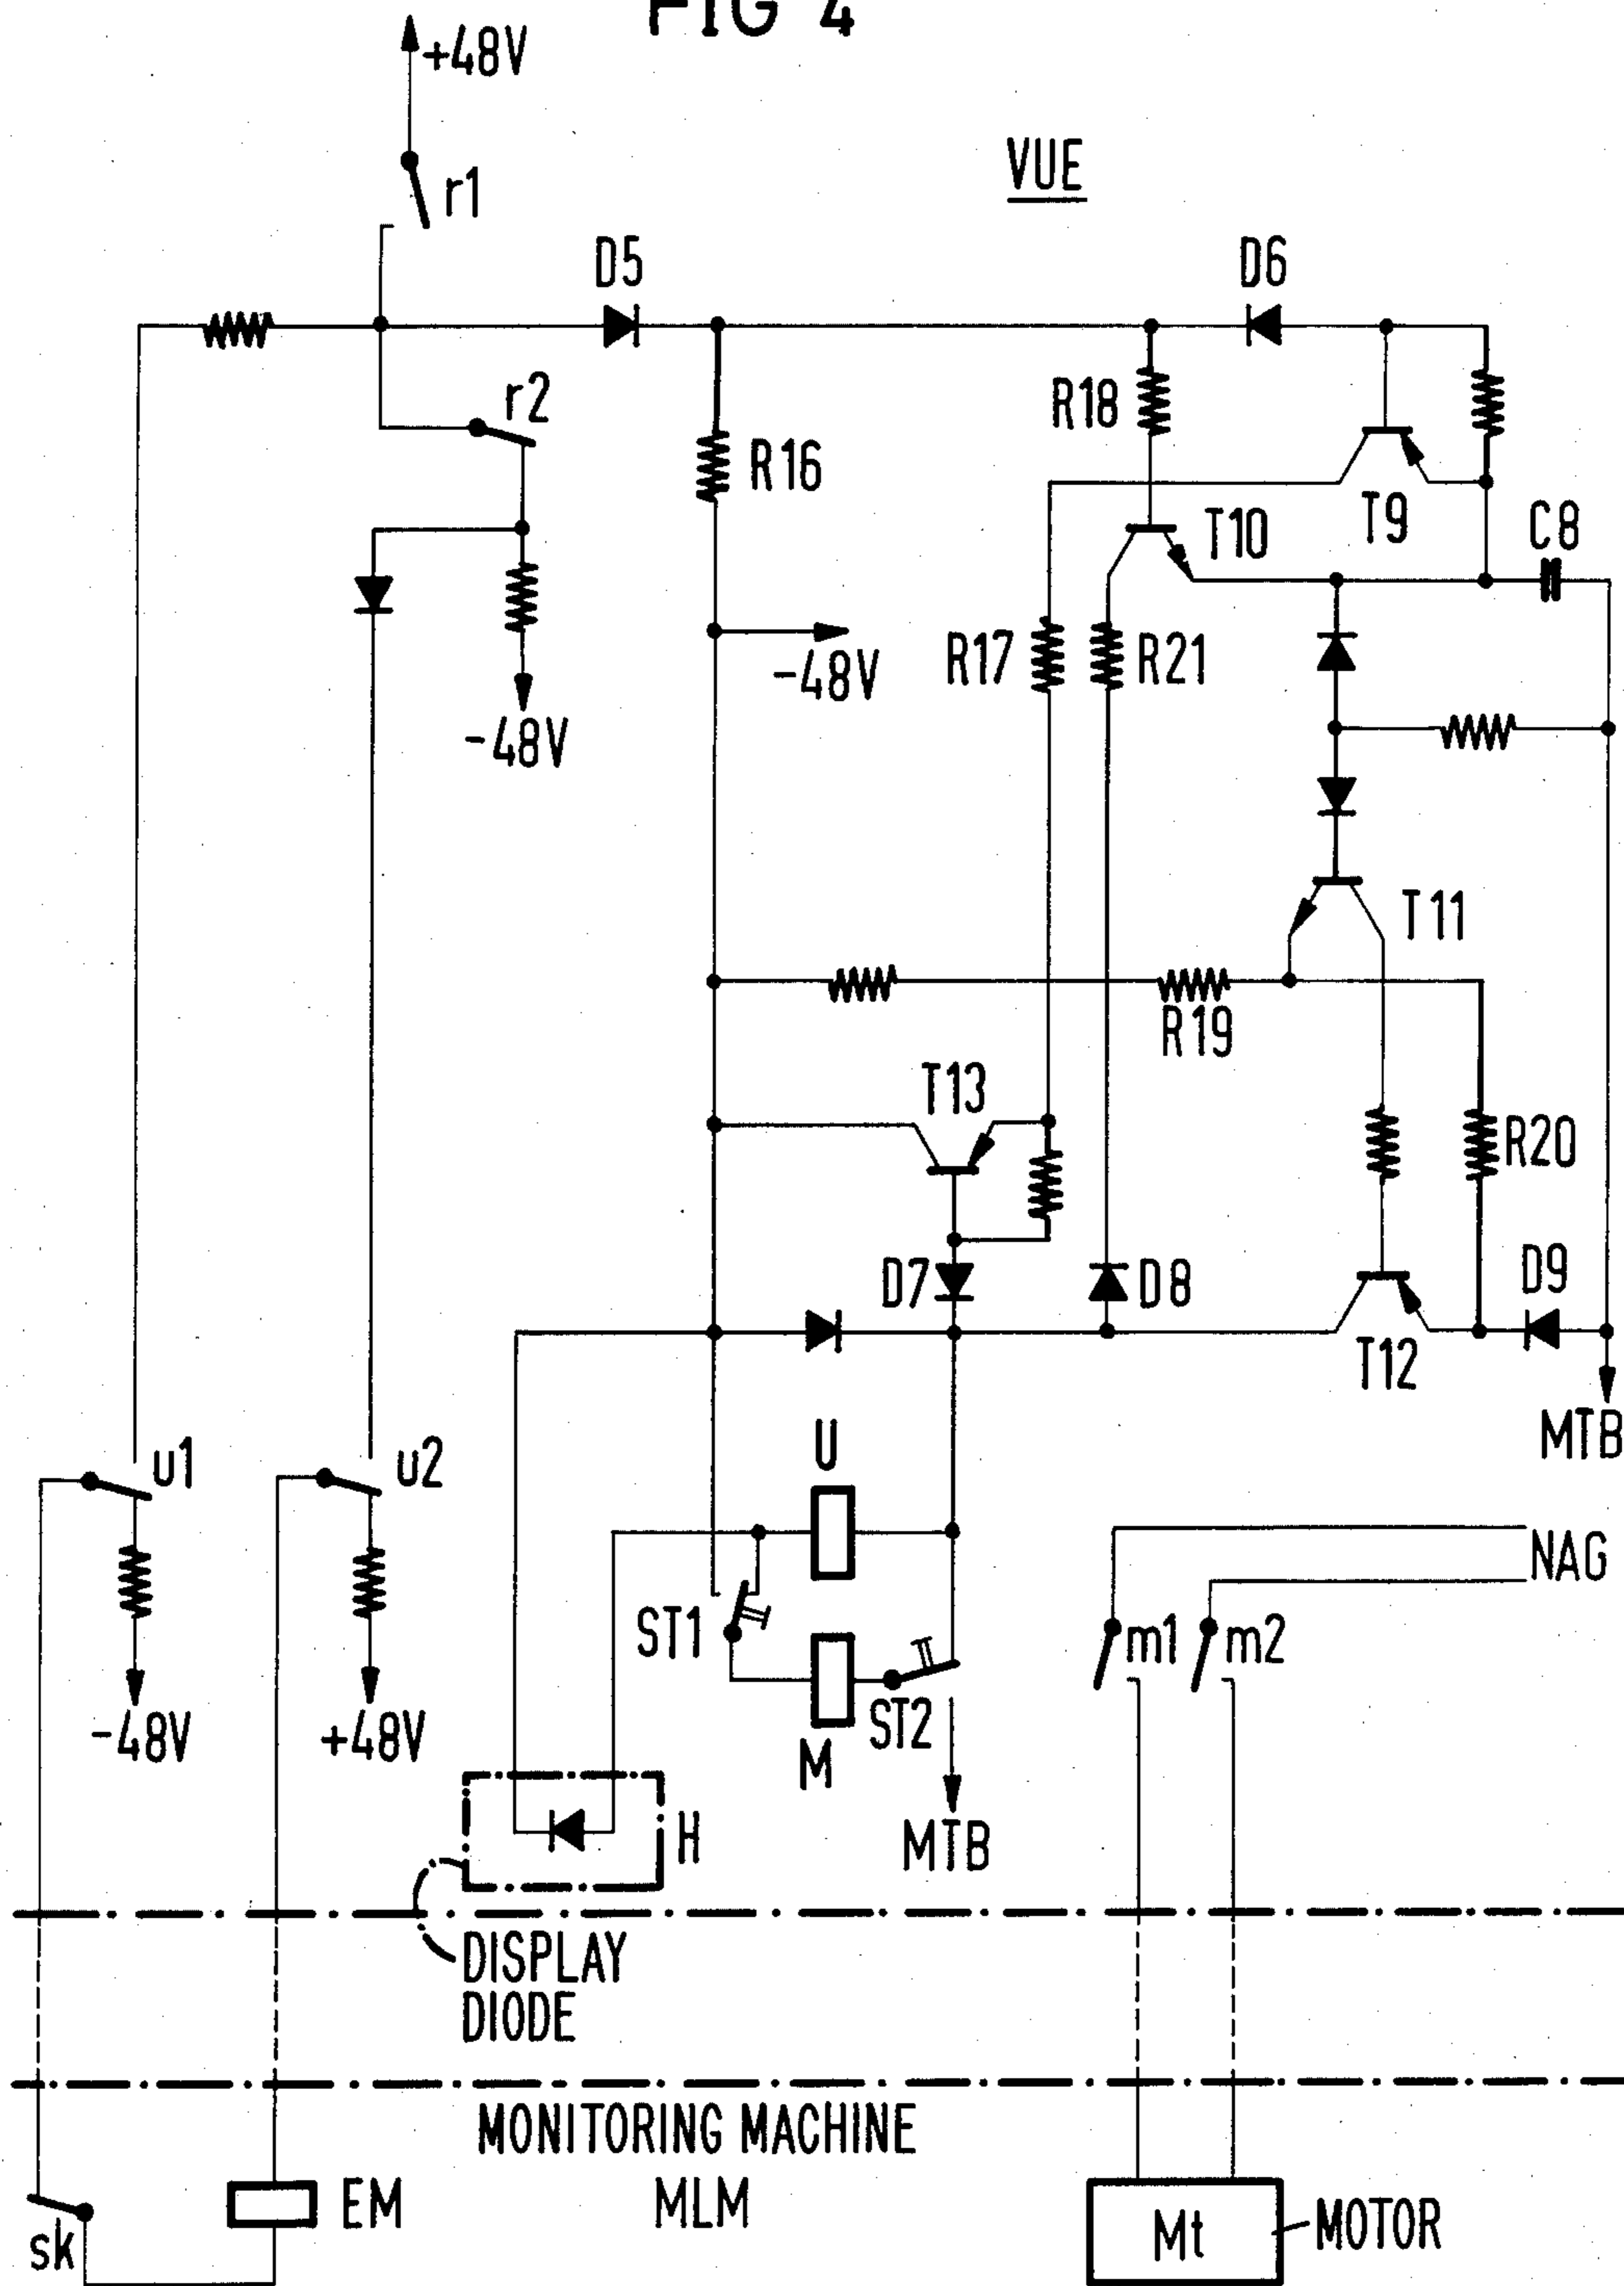 FIG 4
+48V
r1
VUE
D5
D6
r2
R18
R16
T9
T10
C8
-48V
R17
R21
-48V
T11
R19
T13
R20
D7
D8
D9
T12
MTB
U
u1
u2
NAG
ST1
m1
m2
ST2
-48V
+48V
M
H
MTB
DISPLAY
DIODE
MONITORING MACHINE
MLM
EM
sk
Mt
MOTOR